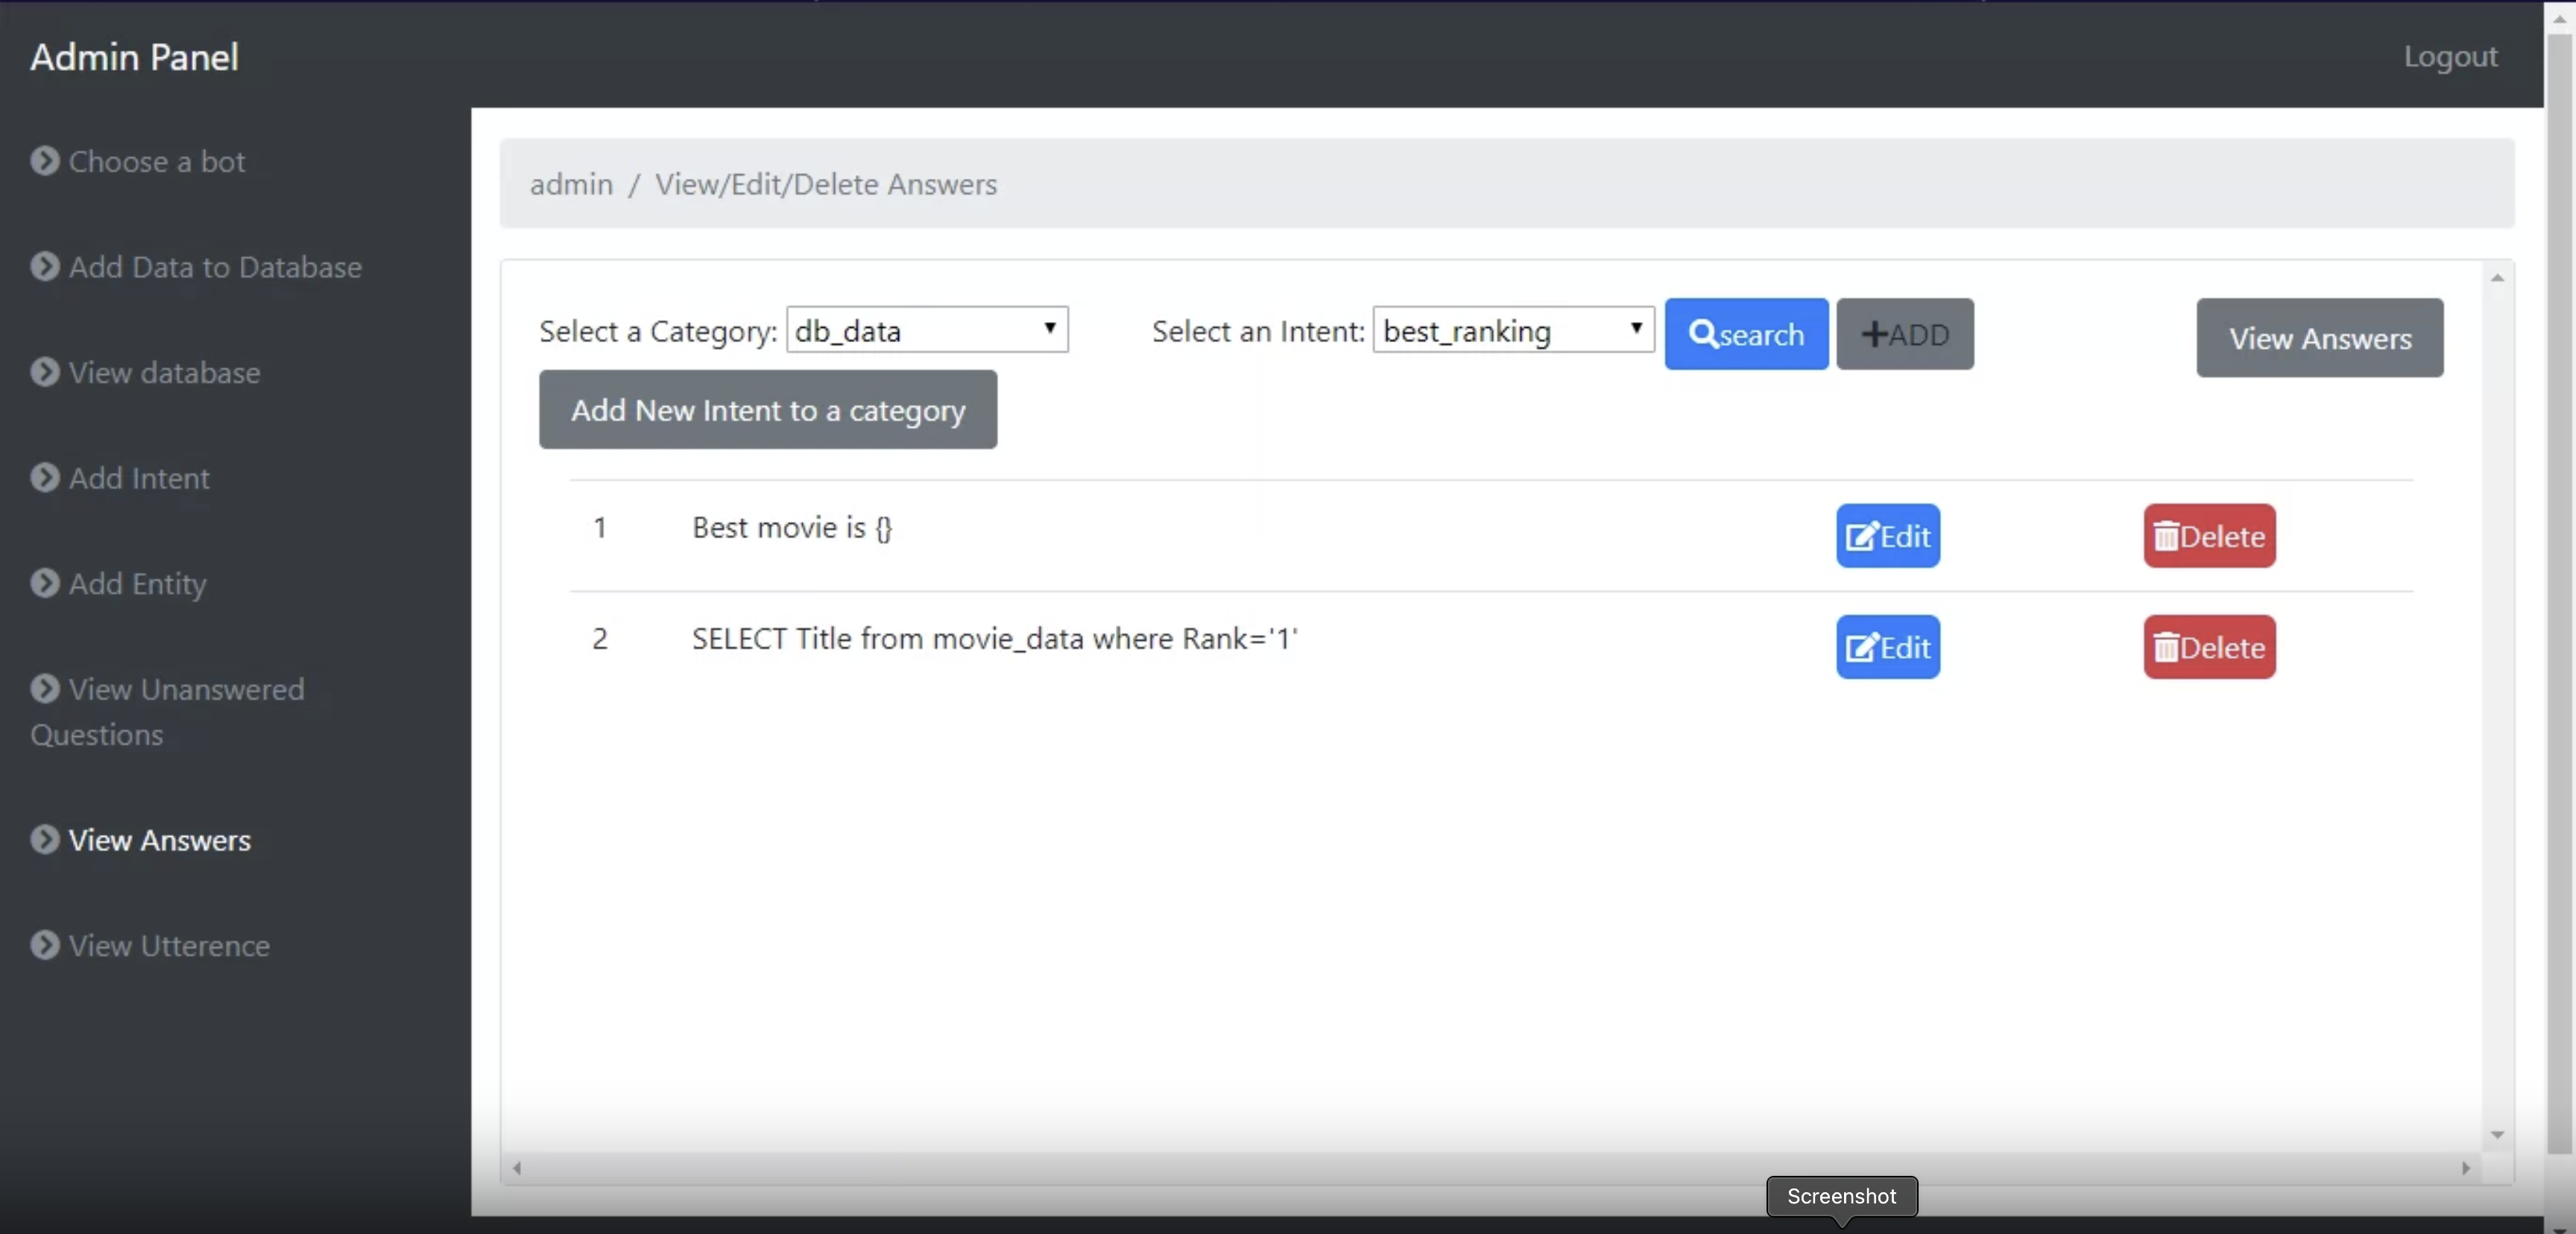 Admin Panel
Logout
Choose a bot
Add Data to Database
View database
Add Intent
Add Entity
View Unanswered
Questions
View Answers
View Utterence
admin / View/Edit/Delete Answers
Select a Category: db_data
Select an Intent: best_ranking
search
+ADD
View Answers
Add New Intent to a category
1 Best movie is {} Edit Delete
2 SELECT Title from movie_data where Rank='1' Edit Delete
Screenshot